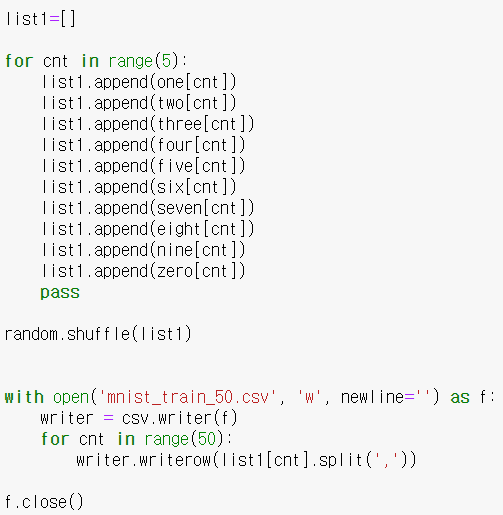 list1=[]
for cnt in range(5):
    list1.append(one[cnt])
    list1.append(two[cnt])
    list1.append(three[cnt])
    list1.append(four[cnt])
    list1.append(five[cnt])
    list1.append(six[cnt])
    list1.append(seven[cnt])
    list1.append(eight[cnt])
    list1.append(nine[cnt])
    list1.append(zero[cnt])
    pass
random.shuffle(list1)
with open('mnist_train_50.csv', 'w', newline='') as f:
    writer = csv.writer(f)
    for cnt in range(50):
        writer.writerow(list1[cnt].split(','))
f.close()